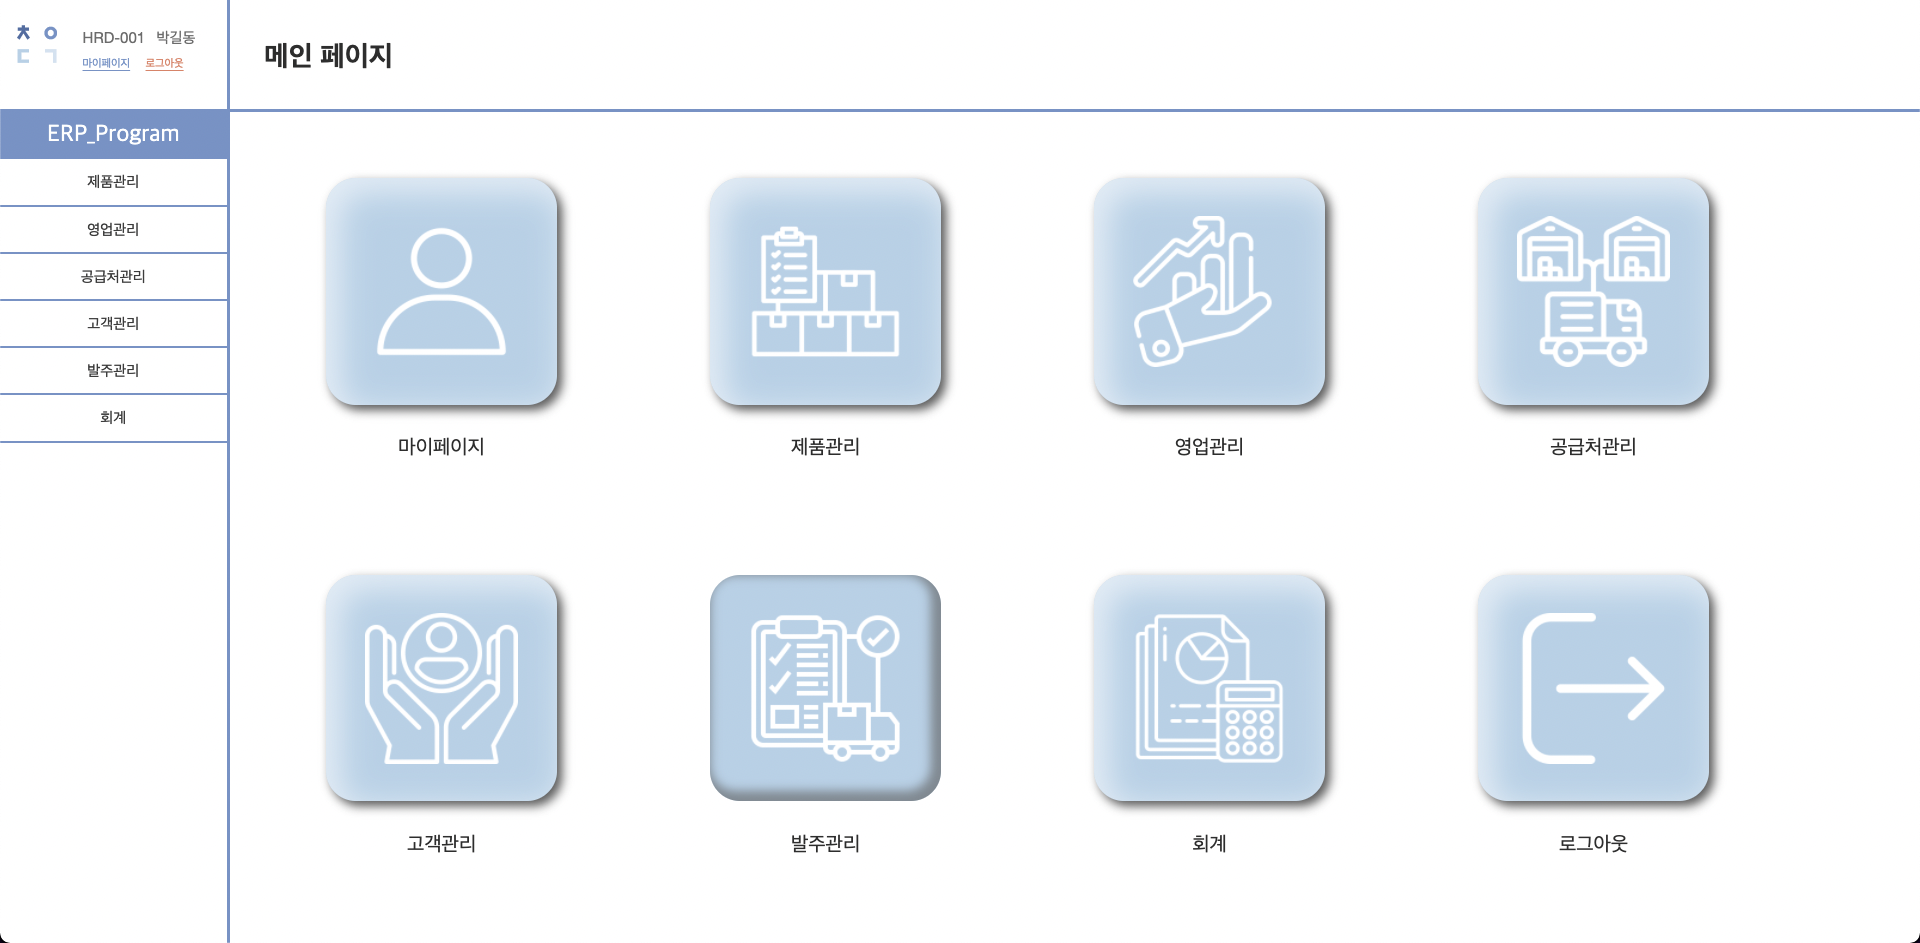 HRD-001 박길동
마이페이지 로그아웃
메인 페이지
ERP_Program
제품관리
영업관리
공급처관리
고객관리
발주관리
회계
마이페이지 제품관리 영업관리 공급처관리
고객관리 발주관리 회계 로그아웃